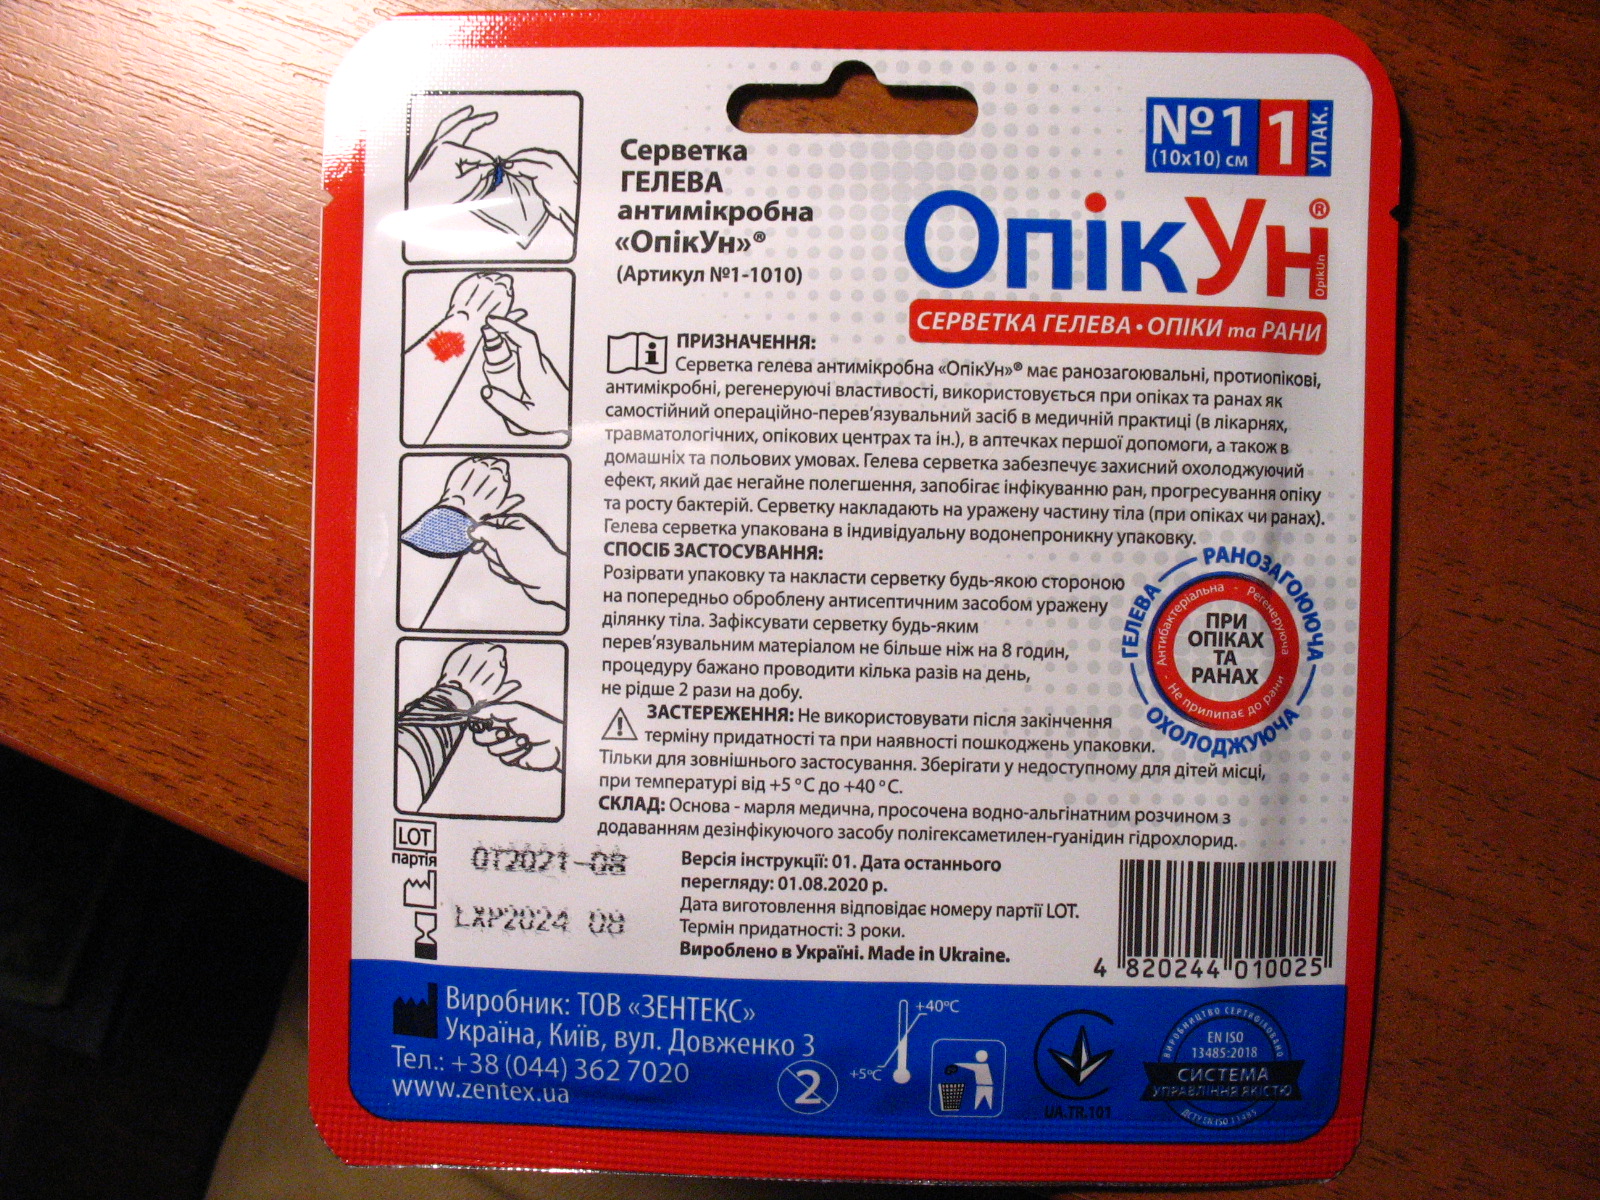 №1
(10х10) см
1
УПАК.
Серветка
ГЕЛЕВА
антимікробна
«ОпікУн»®
(Артикул №1-1010)
ОпікУн®
OpikUn
СЕРВЕТКА ГЕЛЕВА • ОПІКИ та РАНИ
ПРИЗНАЧЕННЯ:
Серветка гелева антимікробна «ОпікУн»® має ранозагоювальні, протиопікові,
антимікробні, регенеруючі властивості, використовується при опіках та ранах як
самостійний операційно-перев'язувальний засіб в медичній практиці (в лікарнях,
травматологічних, опікових центрах та ін.), в аптечках першої допомоги, а також в
домашніх та польових умовах. Гелева серветка забезпечує захисний охолоджуючий
ефект, який дає негайне полегшення, запобігає інфікуванню ран, прогресування опіку
та росту бактерій. Серветку накладають на уражену частину тіла (при опіках чи ранах).
Гелева серветка упакована в індивідуальну водонепроникну упаковку.
СПОСІБ ЗАСТОСУВАННЯ:
Розірвати упаковку та накласти серветку будь-якою стороною
на попередньо оброблену антисептичним засобом уражену
ділянку тіла. Зафіксувати серветку будь-яким
перев'язувальним матеріалом не більше ніж на 8 годин,
процедуру бажано проводити кілька разів на день,
не рідше 2 рази на добу.
ГЕЛЕВА РАНОЗАГОЮЮЧА
ОХОЛОДЖУЮЧА
Антибактеріальна - Регенеруюча
- Не прилипає до рани
ПРИ
ОПІКАХ
ТА
РАНАХ
ЗАСТЕРЕЖЕННЯ: Не використовувати після закінчення
терміну придатності та при наявності пошкоджень упаковки.
Тільки для зовнішнього застосування. Зберігати у недоступному для дітей місці,
при температурі від +5 °С до +40 °С.
СКЛАД: Основа - марля медична, просочена водно-альгінатним розчином з
додаванням дезінфікуючого засобу полігексаметилен-гуанідин гідрохлорид.
LOT
партія
072021-08
EXP2024 08
Версія інструкції: 01. Дата останнього
перегляду: 01.08.2020 р.
Дата виготовлення відповідає номеру партії LOT.
Термін придатності: 3 роки.
Вироблено в Україні. Made in Ukraine.
4 820244 010025
Виробник: ТОВ «ЗЕНТЕКС»
Україна, Київ, вул. Довженко 3
Тел.: +38 (044) 362 7020
www.zentex.ua
2
+5°C
+40°C
UA.TR.101
ВИРОБНИЦТВО СЕРТИФІКОВАНО
EN ISO
13485:2018
СИСТЕМА
УПРАВЛІННЯ ЯКІСТЮ
ДСТУ EN ISO 13485